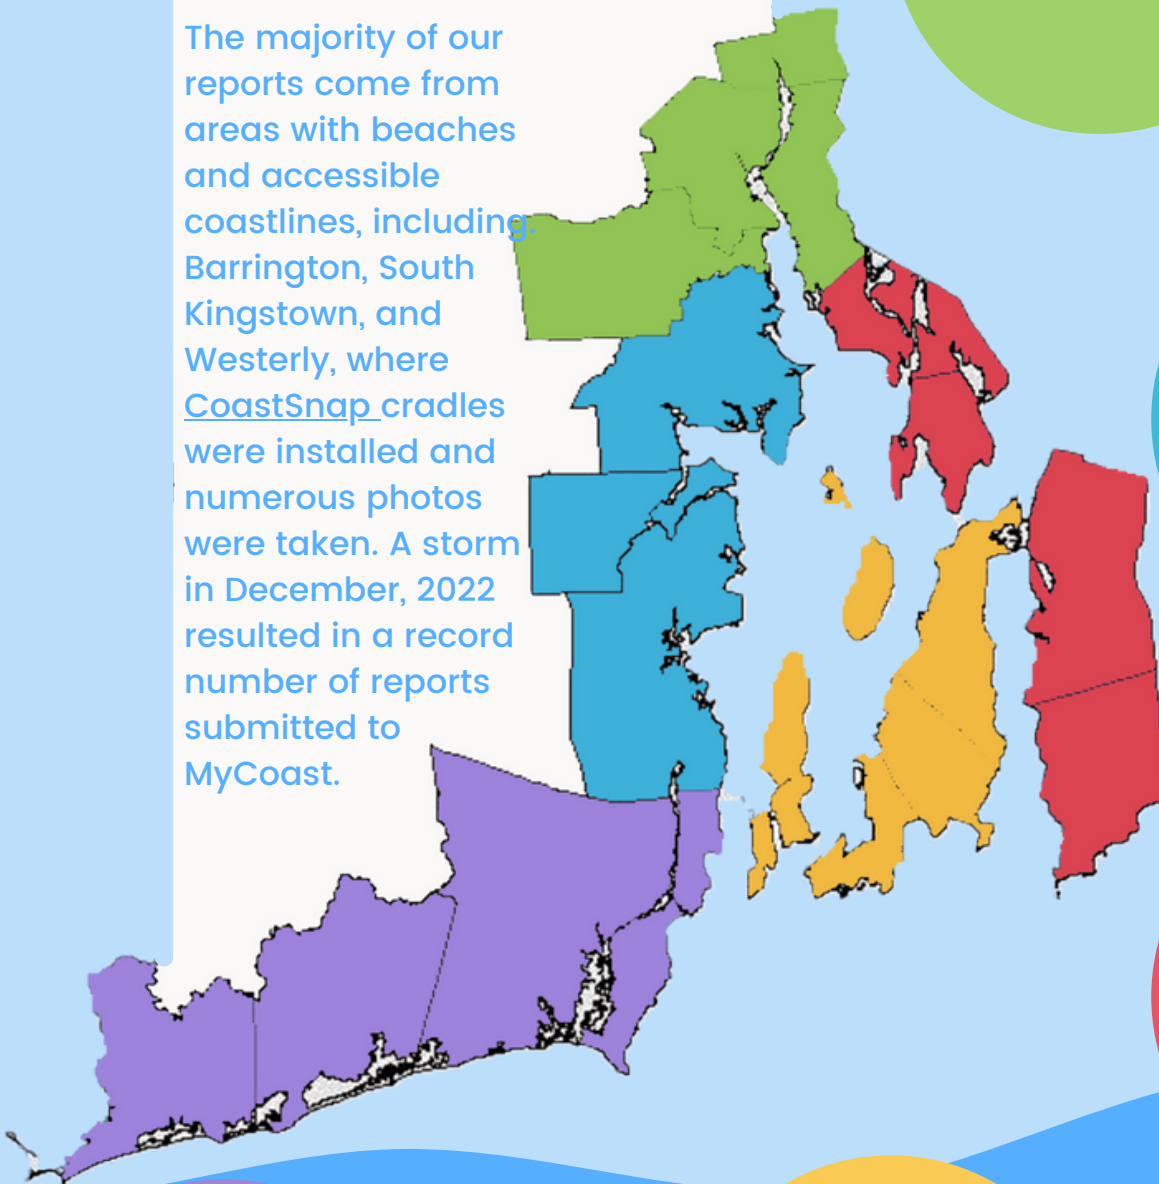 The majority of our
reports come from
areas with beaches
and accessible
coastlines, including:
Barrington, South
Kingstown, and
Westerly, where
CoastSnap cradles
were installed and
numerous photos
were taken. A storm
in December, 2022
resulted in a record
number of reports
submitted to
MyCoast.